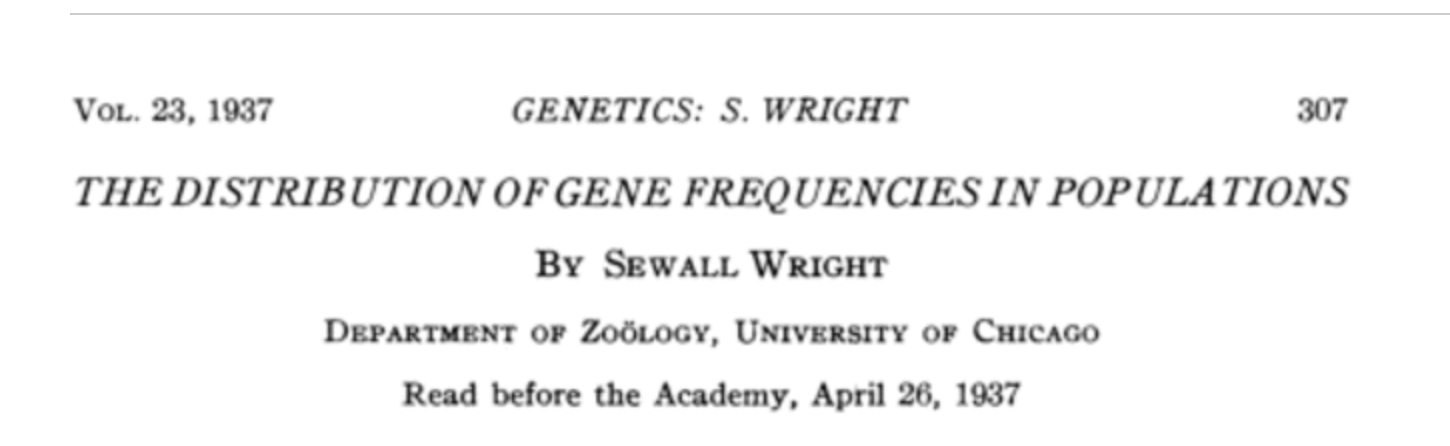 VOL. 23, 1937 GENETICS: S. WRIGHT 307
THE DISTRIBUTION OF GENE FREQUENCIES IN POPULATIONS
BY SEWALL WRIGHT
DEPARTMENT OF ZOÖLOGY, UNIVERSITY OF CHICAGO
Read before the Academy, April 26, 1937